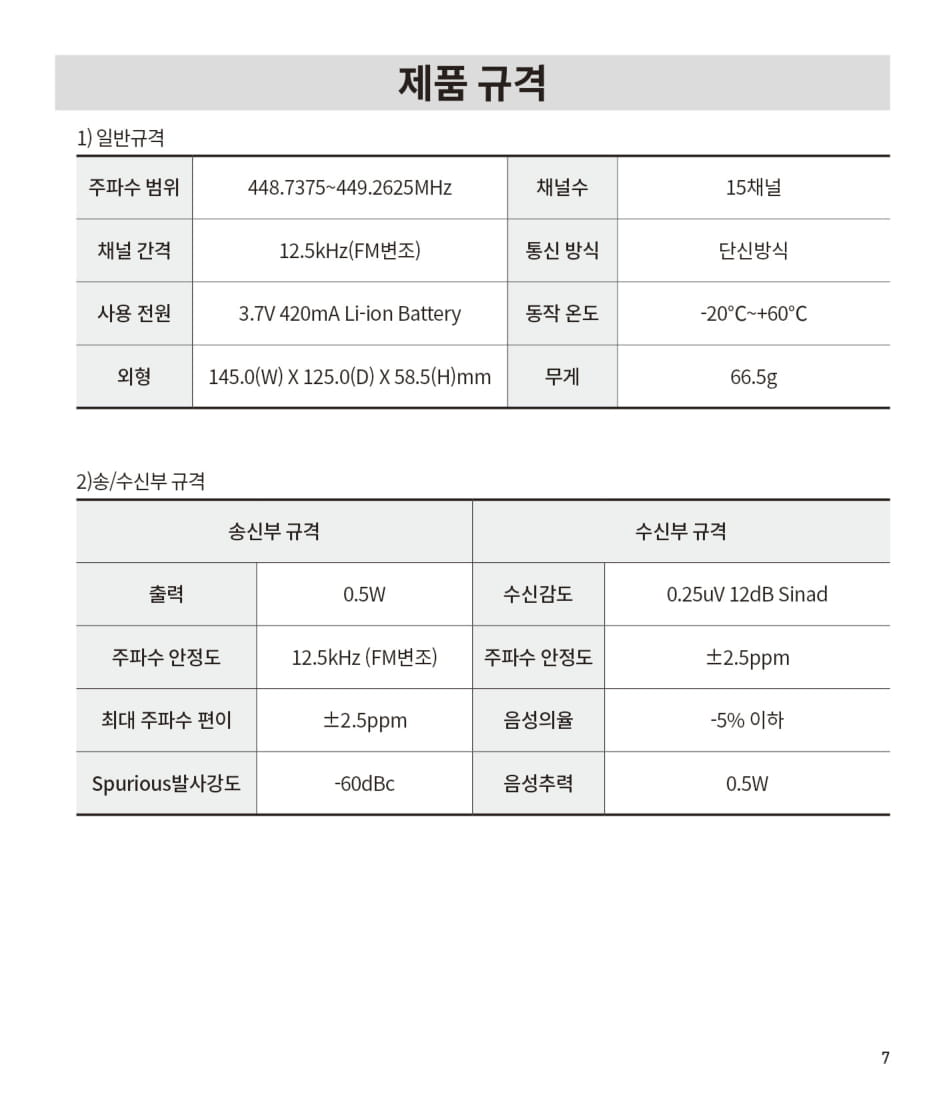 제품 규격
1) 일반규격
주파수 범위 448.7375~449.2625MHz 채널수 15채널
채널 간격 12.5kHz(FM변조) 통신 방식 단신방식
사용 전원 3.7V 420mA Li-ion Battery 동작 온도 -20℃~+60℃
외형 145.0(W) X 125.0(D) X 58.5(H)mm 무게 66.5g
2)송/수신부 규격
송신부 규격 수신부 규격
출력 0.5W 수신감도 0.25uV 12dB Sinad
주파수 안정도 12.5kHz (FM변조) 주파수 안정도 ±2.5ppm
최대 주파수 편이 ±2.5ppm 음성의율 -5% 이하
Spurious발사강도 -60dBc 음성추력 0.5W
7